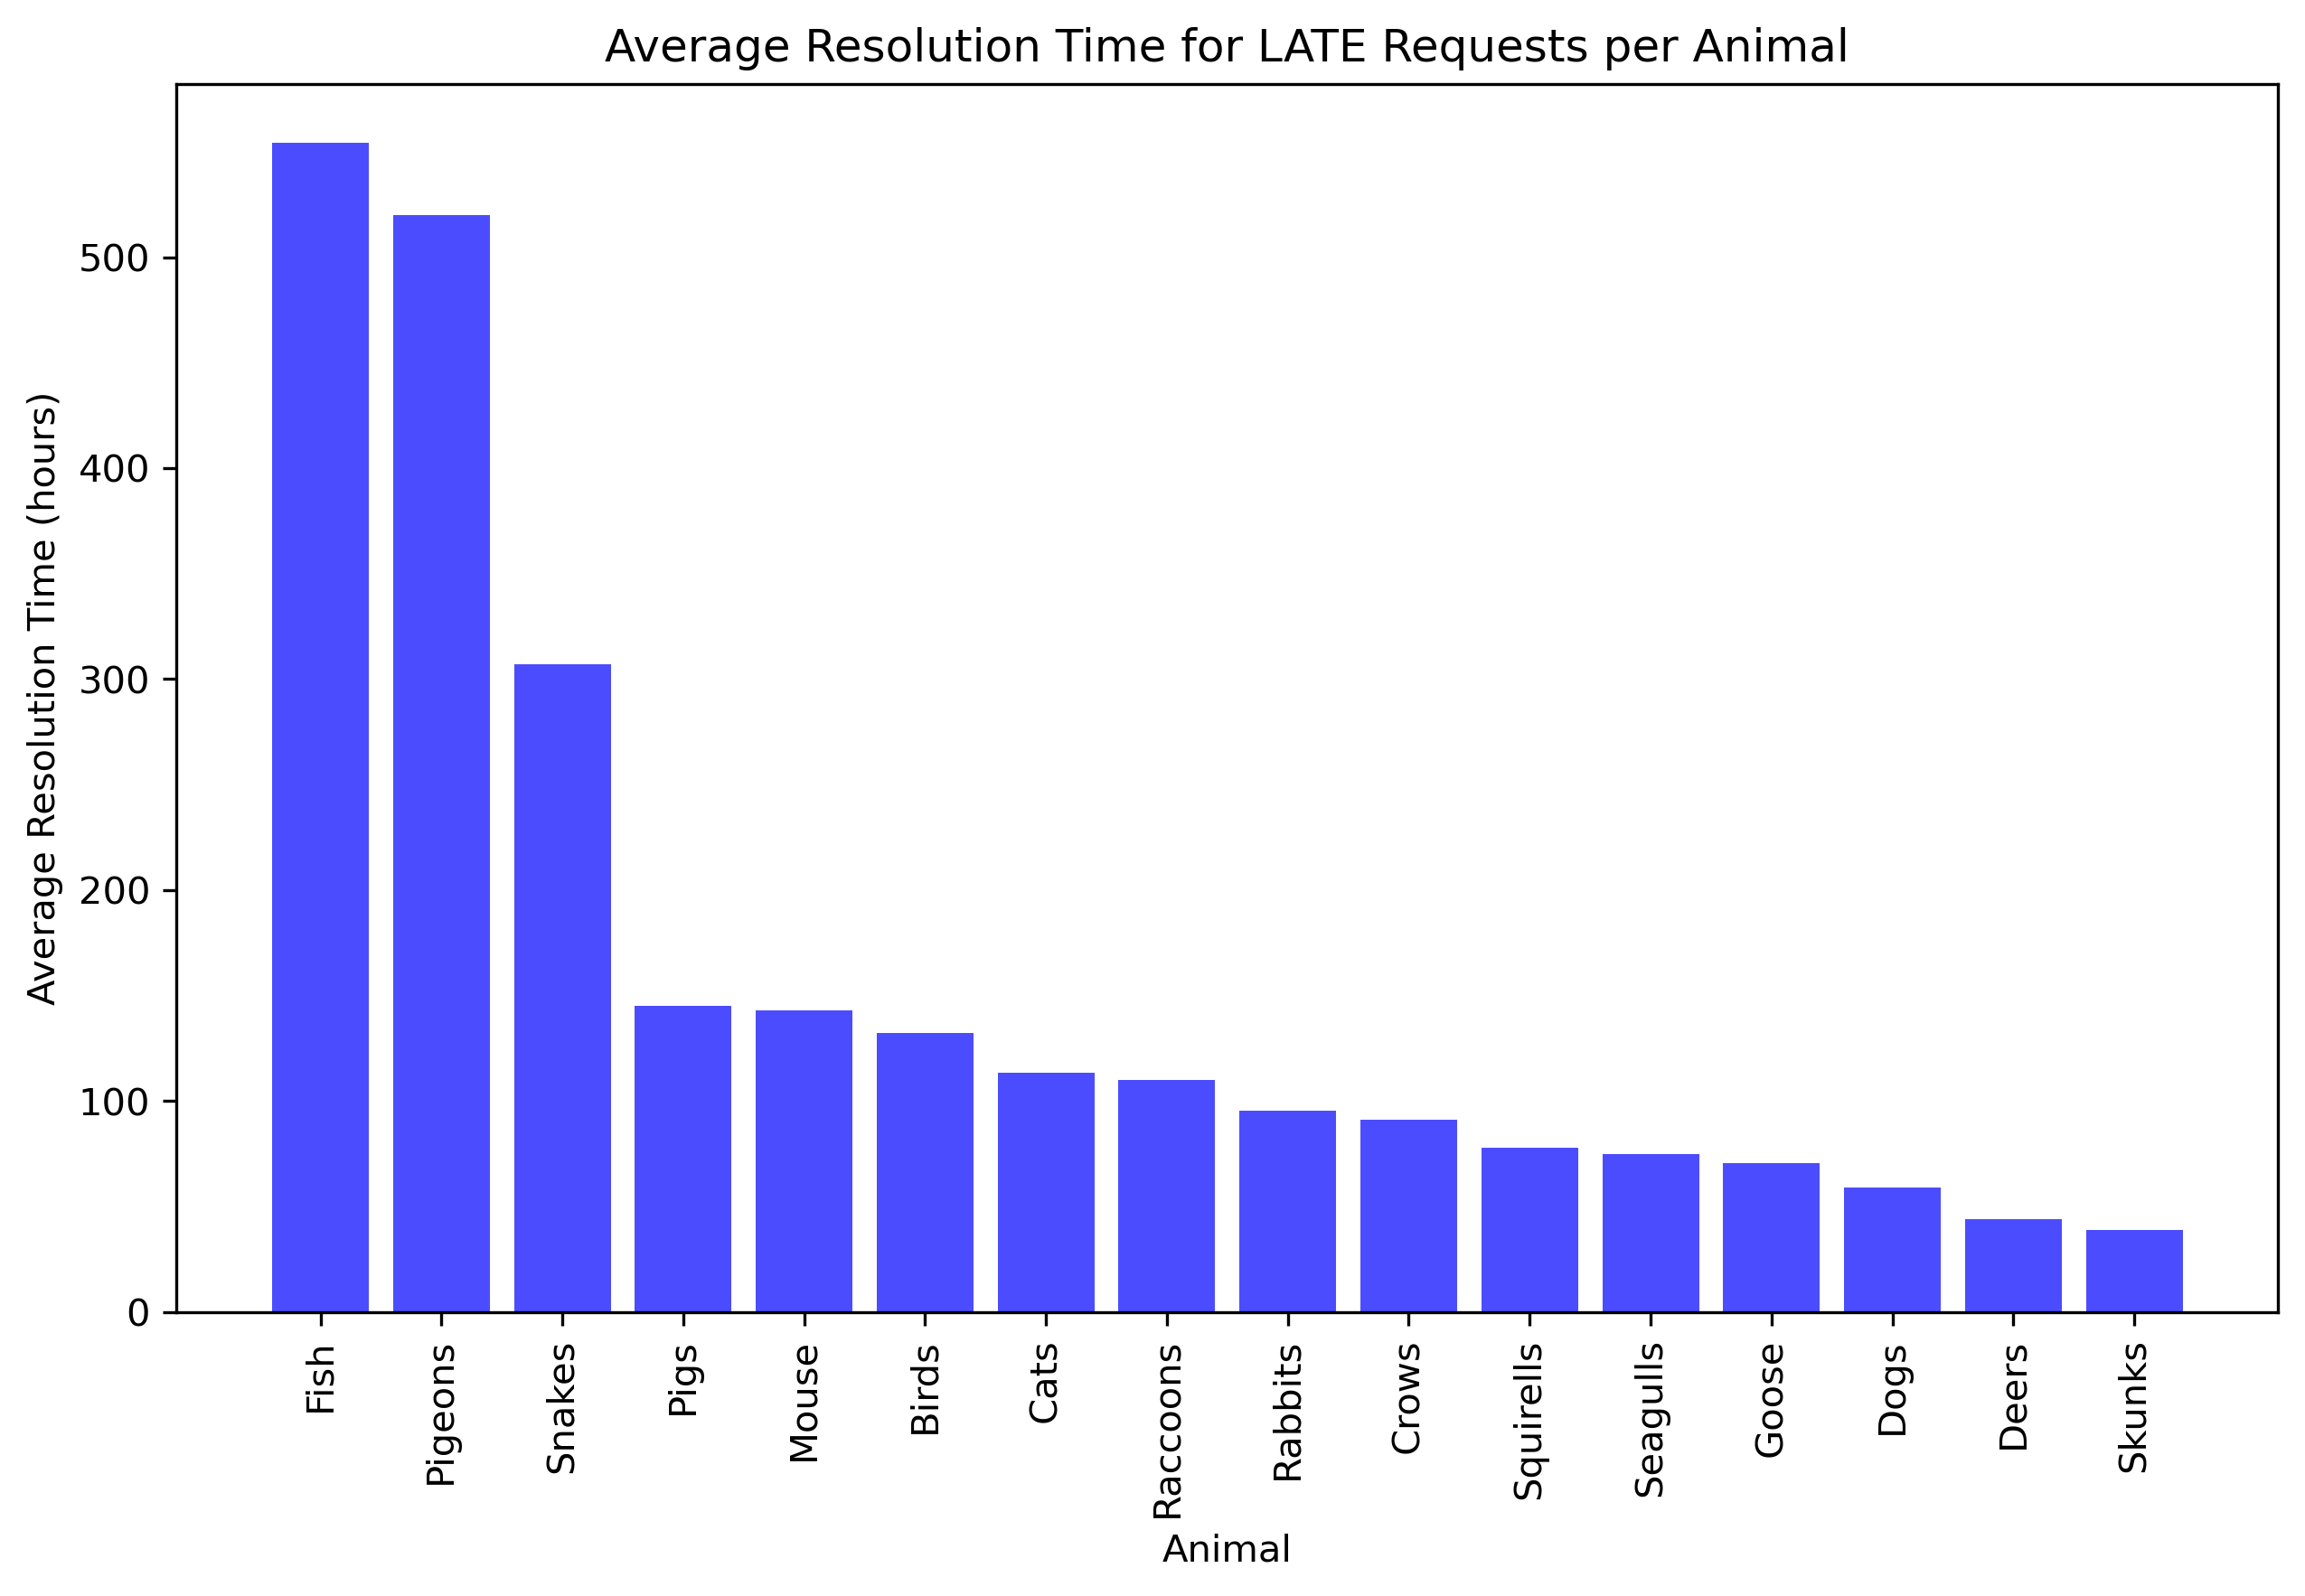 Average Resolution Time for LATE Requests per Animal
Average Resolution Time (hours)
500
400
300
200
100
0
Fish
Pigeons
Snakes
Pigs
Mouse
Birds
Cats
Raccoons
Rabbits
Crows
Squirells
Seagulls
Goose
Dogs
Deers
Skunks
Animal